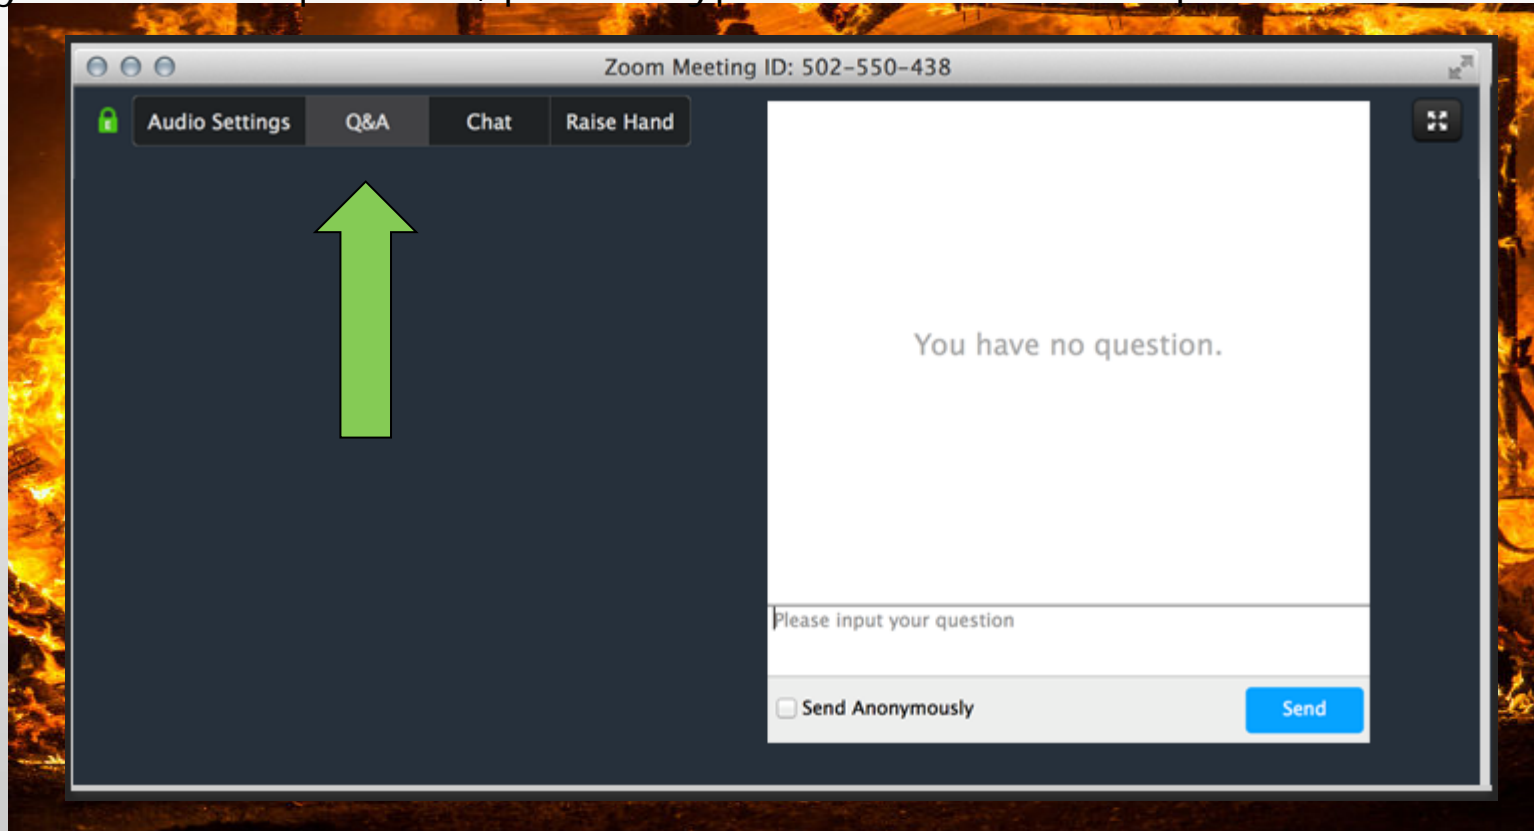 Zoom Meeting ID: 502-550-438
Audio Settings Q&A Chat Raise Hand
You have no question.
Please input your question
Send Anonymously Send